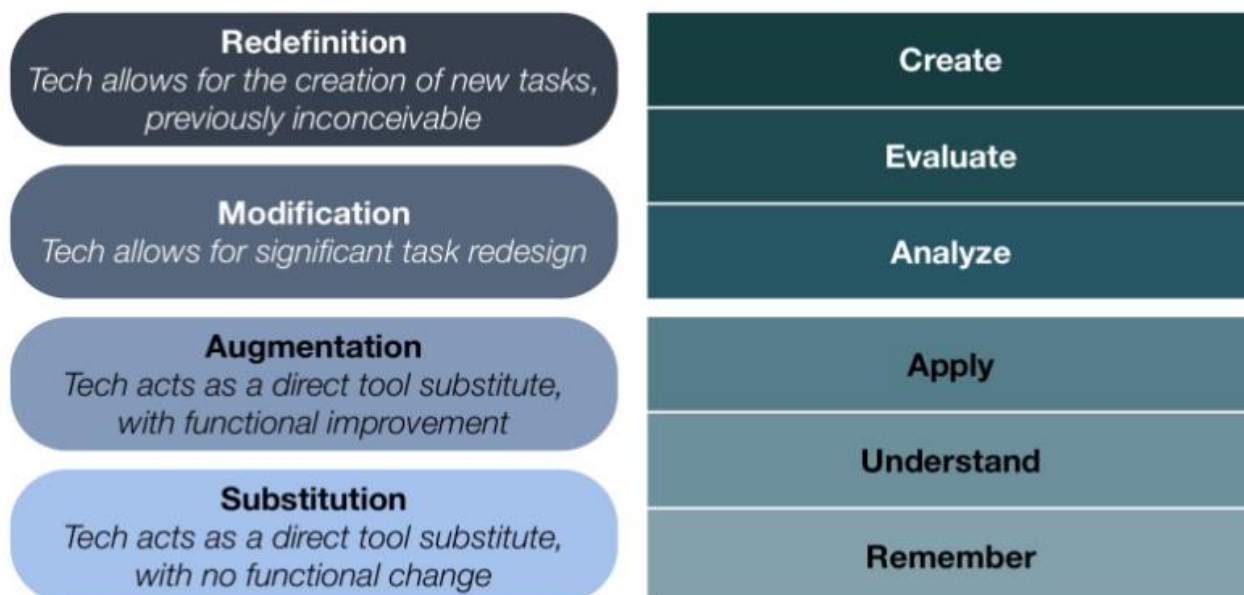 Redefinition
Tech allows for the creation of new tasks,
previously inconceivable
Modification
Tech allows for significant task redesign
Augmentation
Tech acts as a direct tool substitute,
with functional improvement
Substitution
Tech acts as a direct tool substitute,
with no functional change
Create
Evaluate
Analyze
Apply
Understand
Remember